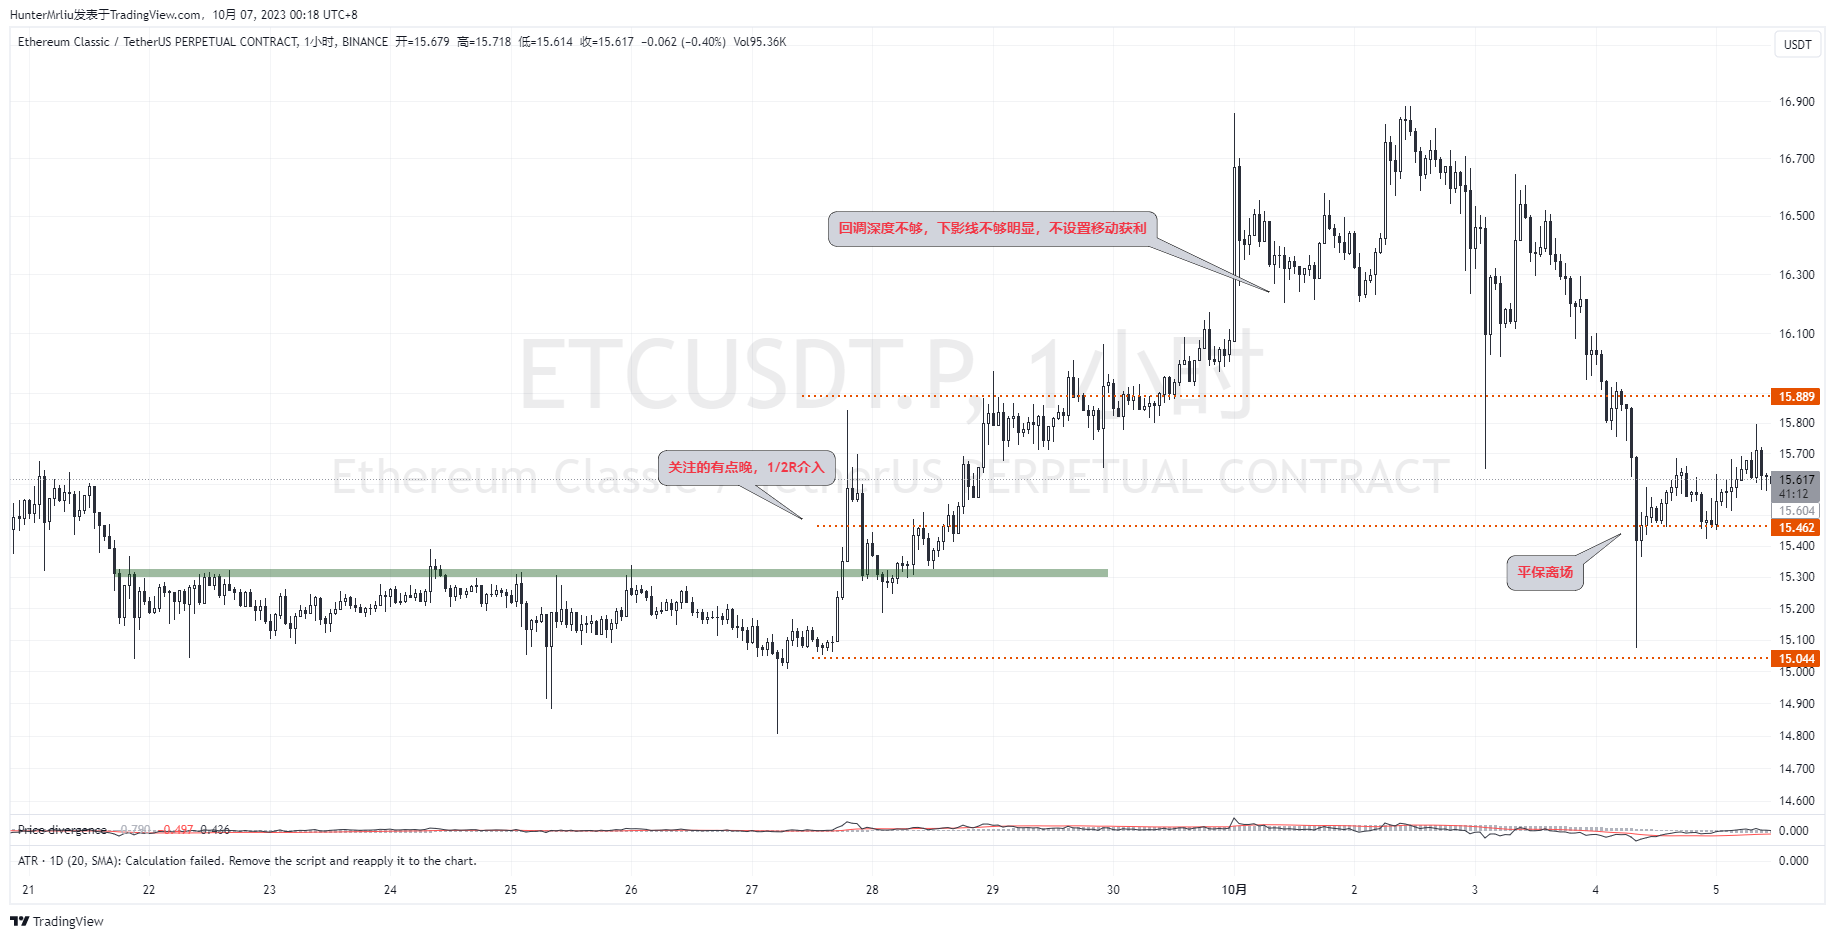 HunterMrliu发表于TradingView.com, 10月 07, 2023 00:18 UTC+8
Ethereum Classic / TetherUS PERPETUAL CONTRACT, 1小时, BINANCE 开=15.679 高=15.718 低=15.614 收=15.617 −0.062 (−0.40%) Vol95.36K
USDT
16.900
16.700
回调深度不够，下影线不够明显，不设置移动获利
16.500
16.300
16.100
ETCUSDT.P, 1小时
15.889
15.800
15.700
关注的有点晚，1/2R介入
Ethereum Classic / TetherUS PERPETUAL CONTRACT
15.617
41:12
15.604
15.462
15.400
平保离场
15.300
15.200
15.100
15.044
15.000
14.900
14.800
14.700
14.600
Price divergence −0.790 −0.497 0.436
0.000
ATR · 1D (20, SMA): Calculation failed. Remove the script and reapply it to the chart.
0.000
21 22 23 24 25 26 27 28 29 30 10月 2 3 4 5
TradingView